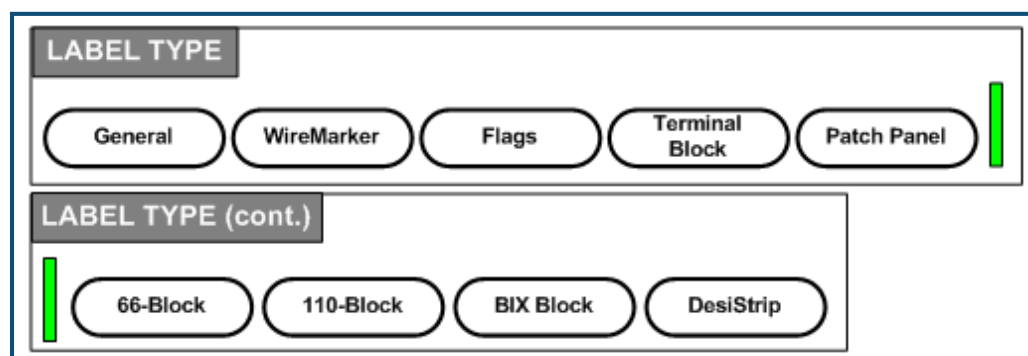 LABEL TYPE
General WireMarker Flags Terminal Block Patch Panel
LABEL TYPE (cont.)
66-Block 110-Block BIX Block DesiStrip